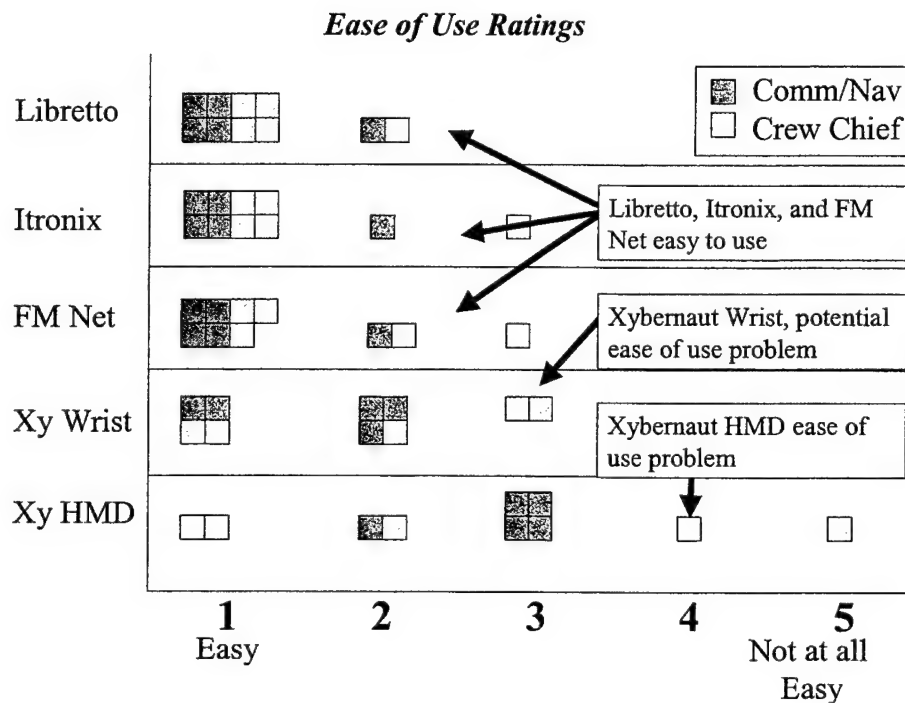 Ease of Use Ratings
Comm/Nav
Crew Chief
Libretto
Itronix
Libretto, Itronix, and FM
Net easy to use
FM Net
Xybernaut Wrist, potential
ease of use problem
Xy Wrist
Xybernaut HMD ease of
use problem
Xy HMD
1 2 3 4 5
Easy
Not at all
Easy